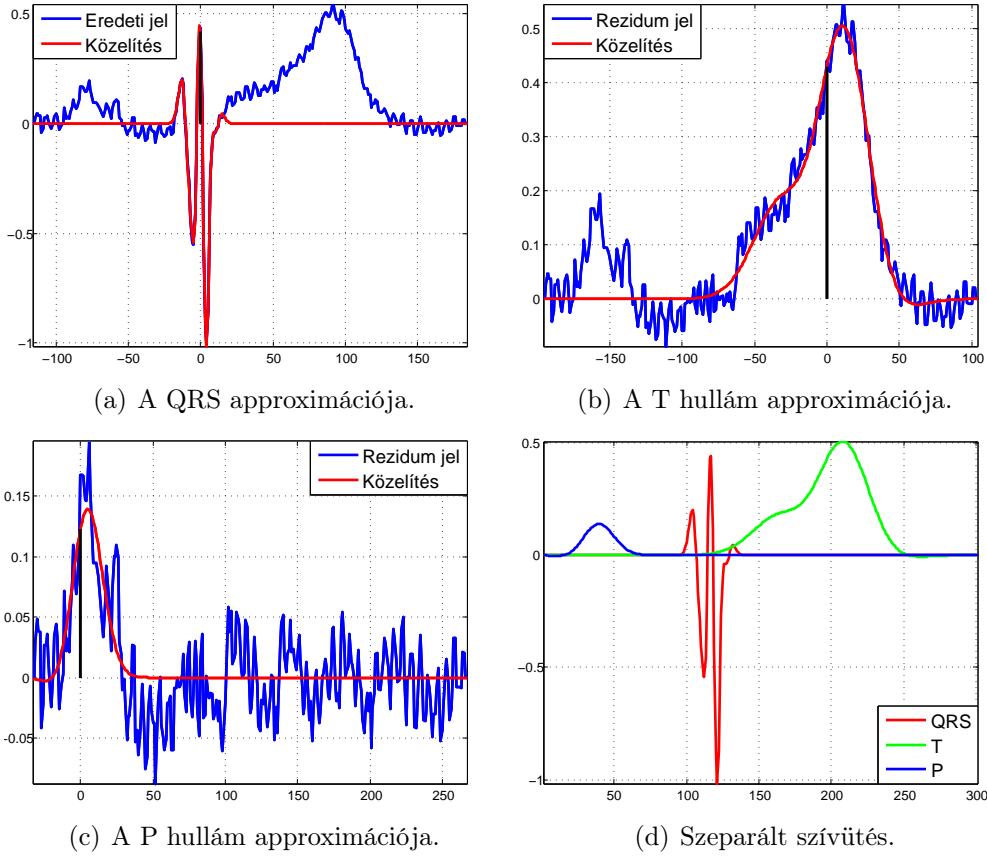 Eredeti jel
Közelítés
0.5
0
−0.5
−1
−100 −50 0 50 100 150
(a) A QRS approximációja.
Rezidum jel
Közelítés
0.5
0.4
0.3
0.2
0.1
0
−150 −100 −50 0 50 100
(b) A T hullám approximációja.
Rezidum jel
Közelítés
0.15
0.1
0.05
0
−0.05
0 50 100 150 200 250
(c) A P hullám approximációja.
0.5
0
−0.5
−1
50 100 150 200 250 300
QRS
T
P
(d) Szeparált szívütés.